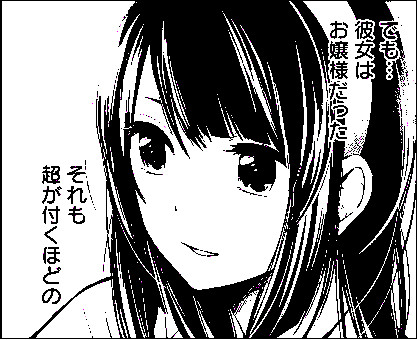 でも…
彼女は
お嬢様だった
それも
超が付くほどの